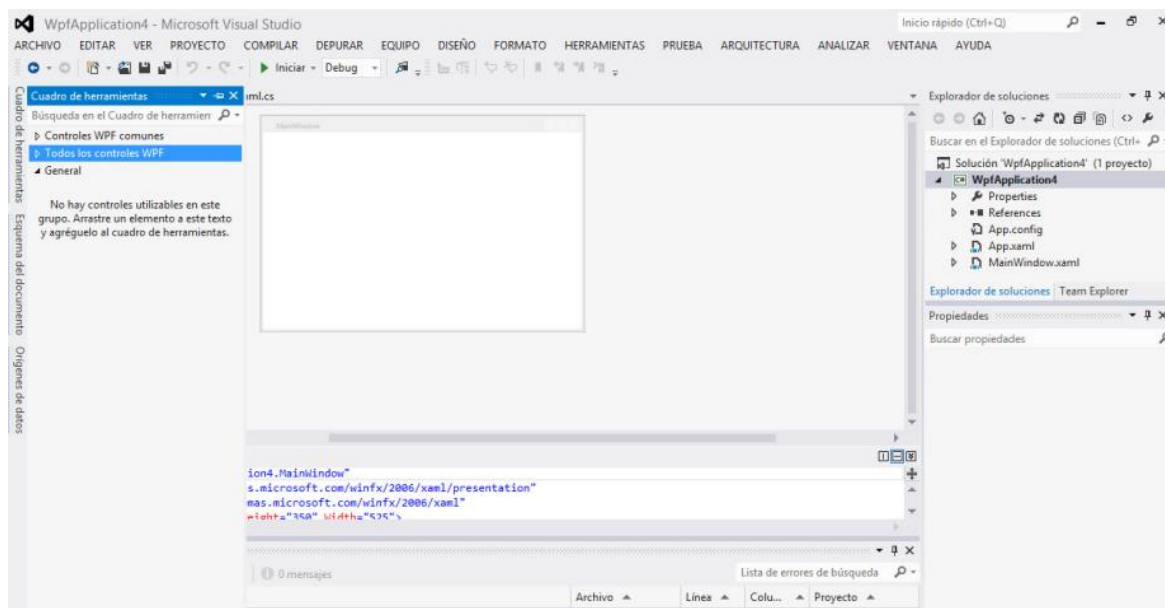 WpfApplication4 - Microsoft Visual Studio
Inicio rápido (Ctrl+Q)
ARCHIVO EDITAR VER PROYECTO COMPILAR DEPURAR EQUIPO DISEÑO FORMATO HERRAMIENTAS PRUEBA ARQUITECTURA ANALIZAR VENTANA AYUDA
Iniciar Debug
Cuadro de herramientas
Esquema del documento
Orígenes de datos
Cuadro de herramientas
Búsqueda en el Cuadro de herramien
Controles WPF comunes
Todos los controles WPF
General
No hay controles utilizables en este
grupo. Arrastre un elemento a este texto
y agréguelo al cuadro de herramientas.
ml.cs
MainWindow
ion4.MainWindow"
s.microsoft.com/winfx/2006/xaml/presentation"
mas.microsoft.com/winfx/2006/xaml"
eight="350" Width="525">
0 mensajes
Lista de errores de búsqueda
Archivo Línea Colu... Proyecto
Explorador de soluciones
Buscar en el Explorador de soluciones (Ctrl+
Solución 'WpfApplication4' (1 proyecto)
WpfApplication4
Properties
References
App.config
App.xaml
MainWindow.xaml
Explorador de soluciones Team Explorer
Propiedades
Buscar propiedades